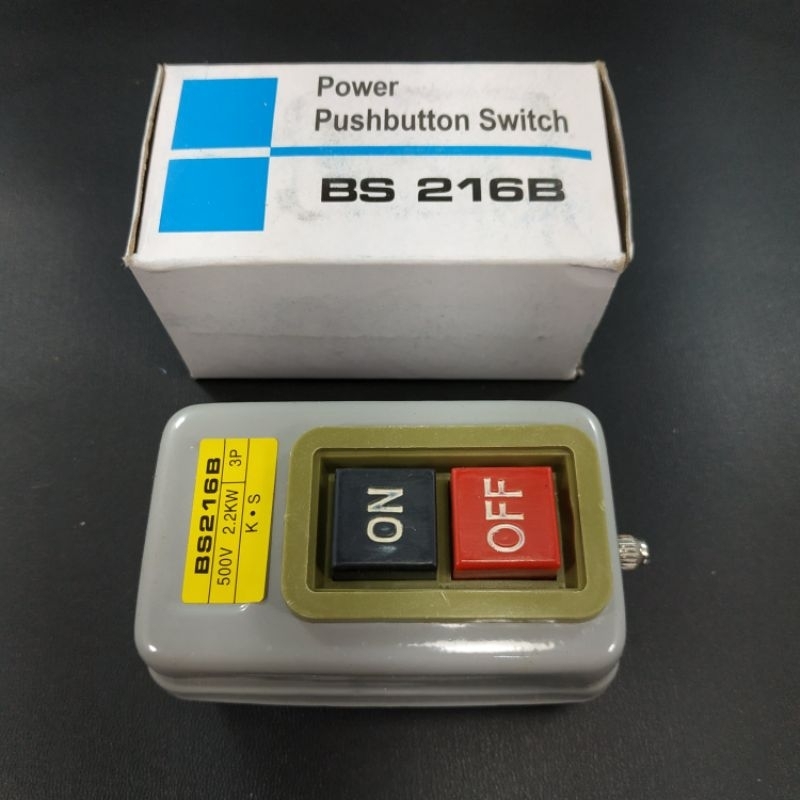 Power
Pushbutton Switch
BS 216B
BS216B
500V 2.2KW 3P
K•S
ON
OFF